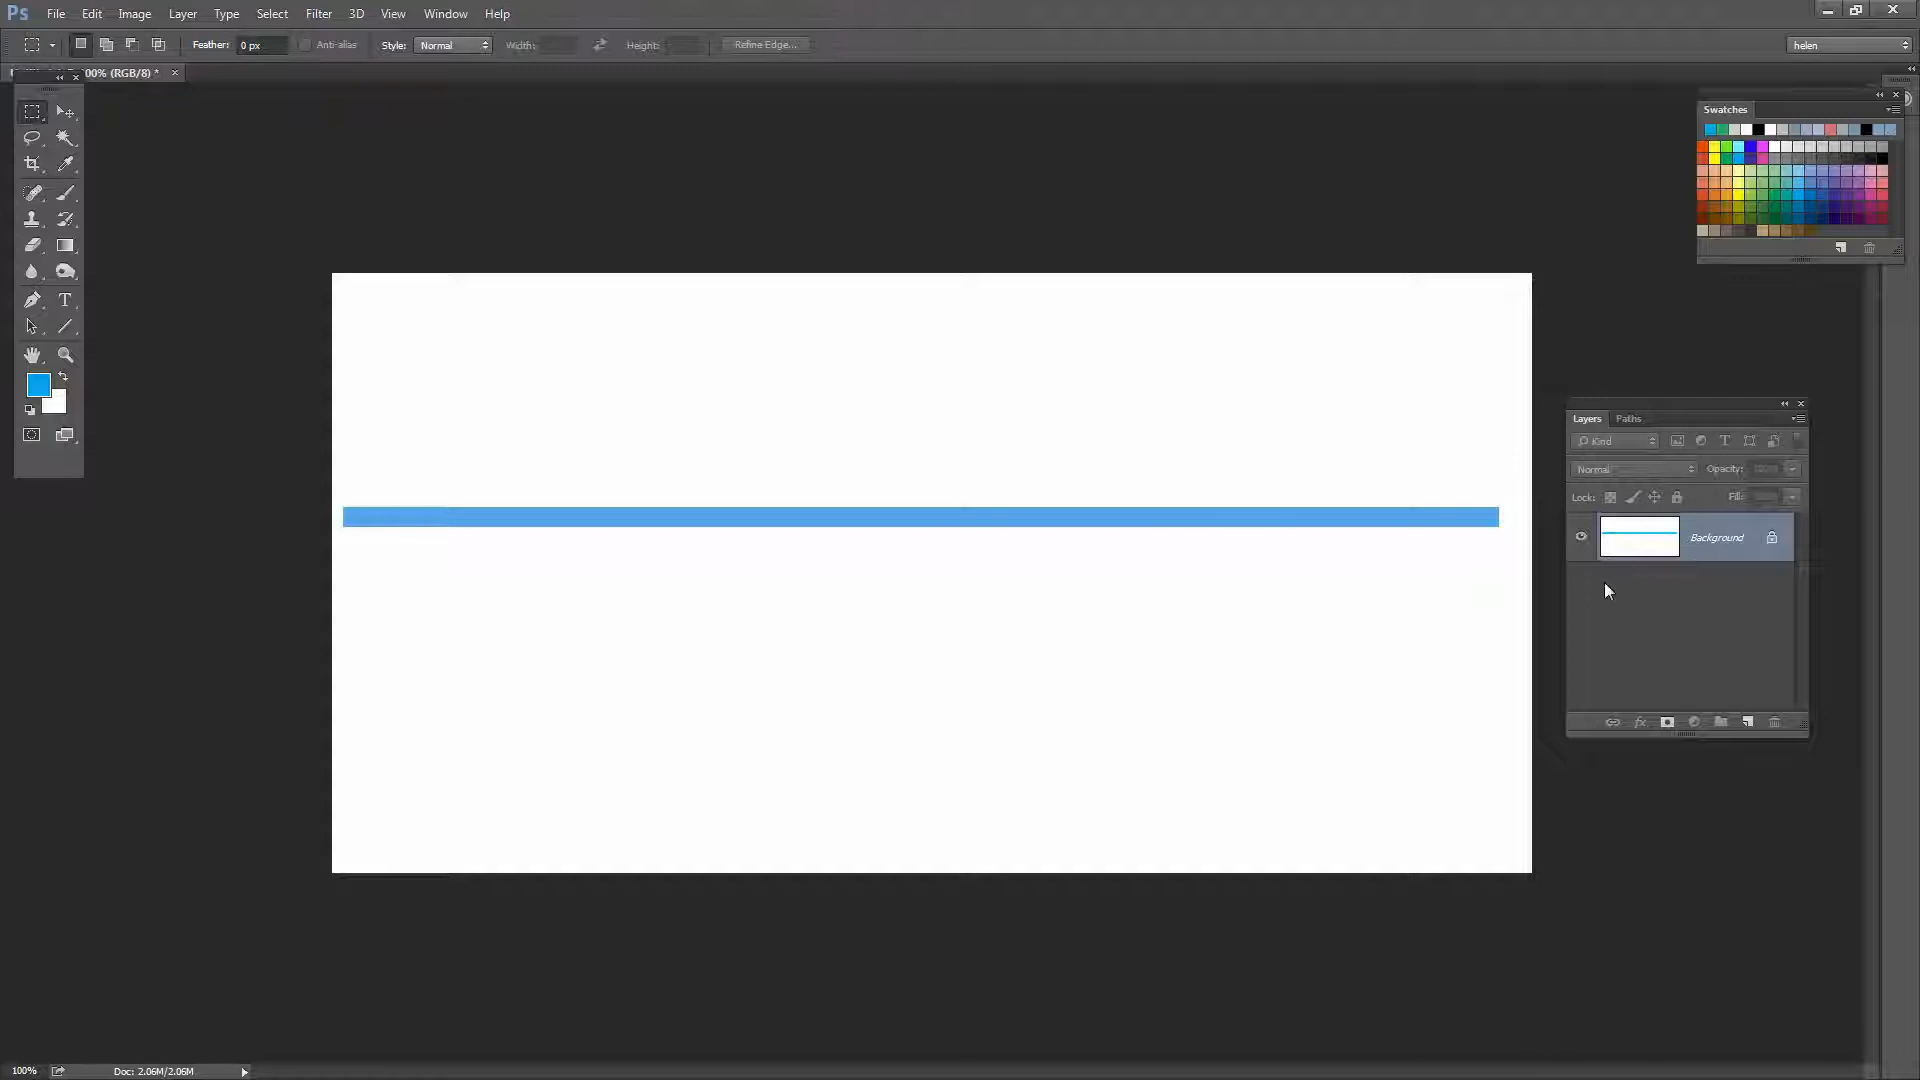 Ps File Edit Image Layer Type Select Filter 3D View Window Help
Feather: 0 px Anti-alias Style: Normal Width: Height: Refine Edge... helen
00% (RGB/8) *
Swatches
T
Layers Paths
Kind T
Normal Opacity: 100%
Lock: Fill:
Background
fx
100% Doc: 2.06M/2.06M